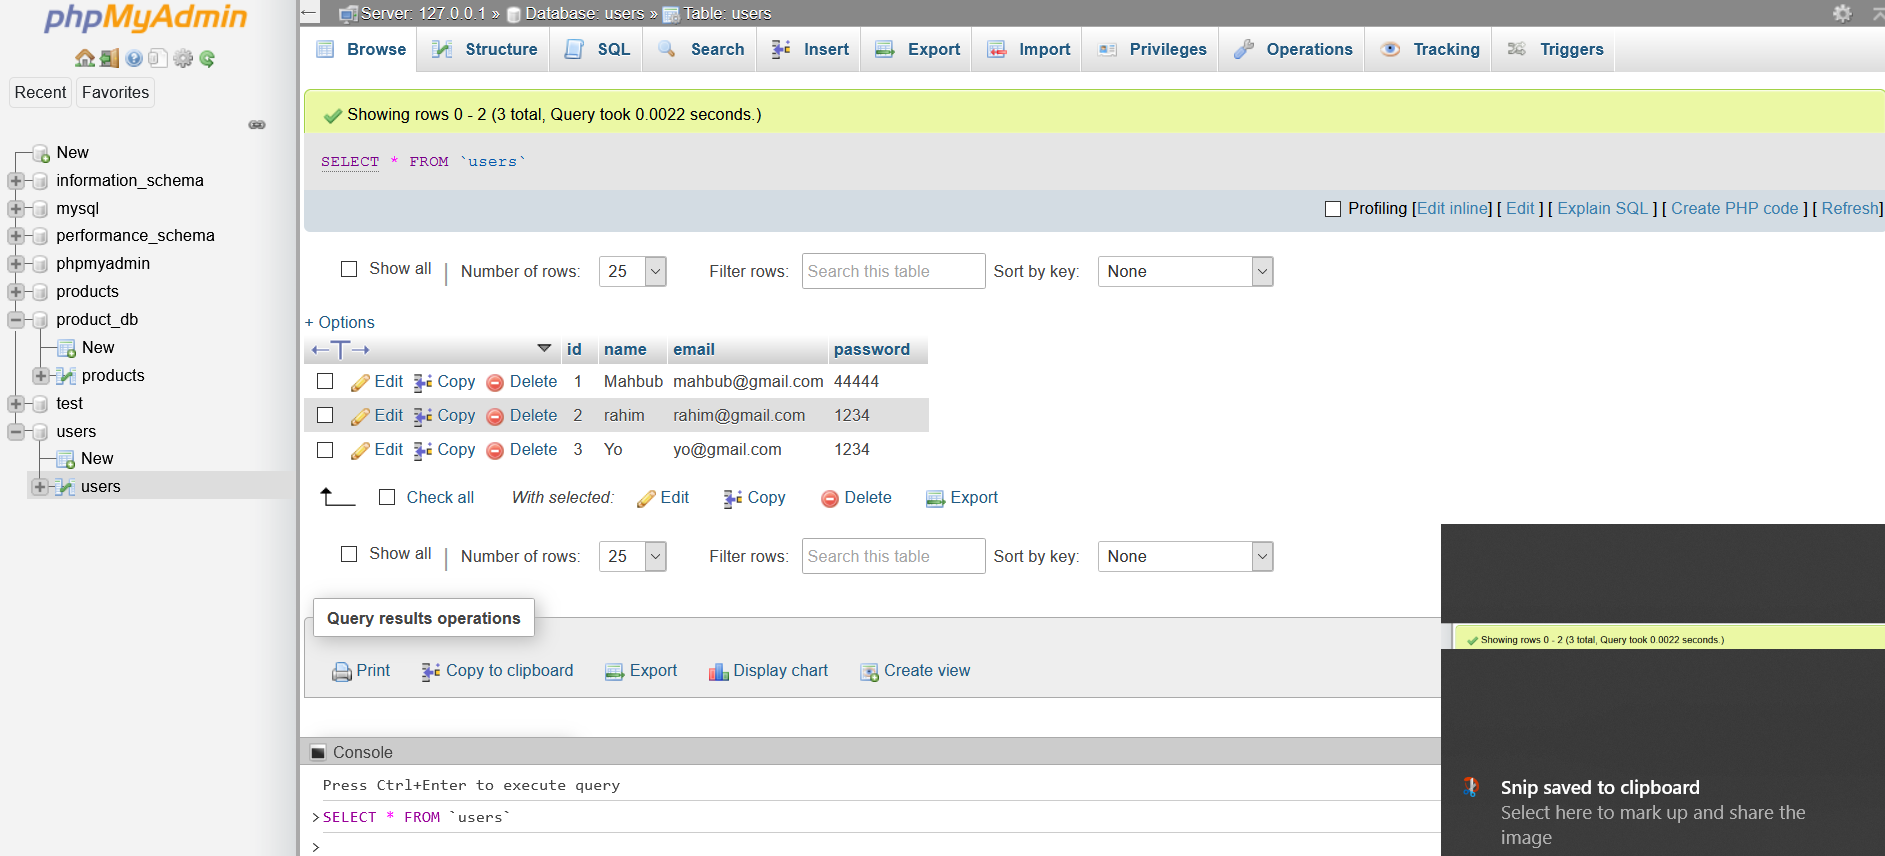 phpMyAdmin
Recent Favorites
New
information_schema
mysql
performance_schema
phpmyadmin
products
product_db
New
products
test
users
New
users
Server: 127.0.0.1 » Database: users » Table: users
Browse Structure SQL Search Insert Export Import Privileges Operations Tracking Triggers
Showing rows 0 - 2 (3 total, Query took 0.0022 seconds.)
SELECT * FROM `users`
Profiling [Edit inline] [ Edit ] [ Explain SQL ] [ Create PHP code ] [ Refresh]
Show all | Number of rows: 25 Filter rows: Search this table Sort by key: None
+ Options
←T→ id name email password
Edit Copy Delete 1 Mahbub mahbub@gmail.com 44444
Edit Copy Delete 2 rahim rahim@gmail.com 1234
Edit Copy Delete 3 Yo yo@gmail.com 1234
Check all With selected: Edit Copy Delete Export
Show all | Number of rows: 25 Filter rows: Search this table Sort by key: None
Query results operations
Print Copy to clipboard Export Display chart Create view
Console
Press Ctrl+Enter to execute query
>SELECT * FROM `users`
>
Showing rows 0 - 2 (3 total, Query took 0.0022 seconds.)
Snip saved to clipboard
Select here to mark up and share the
image